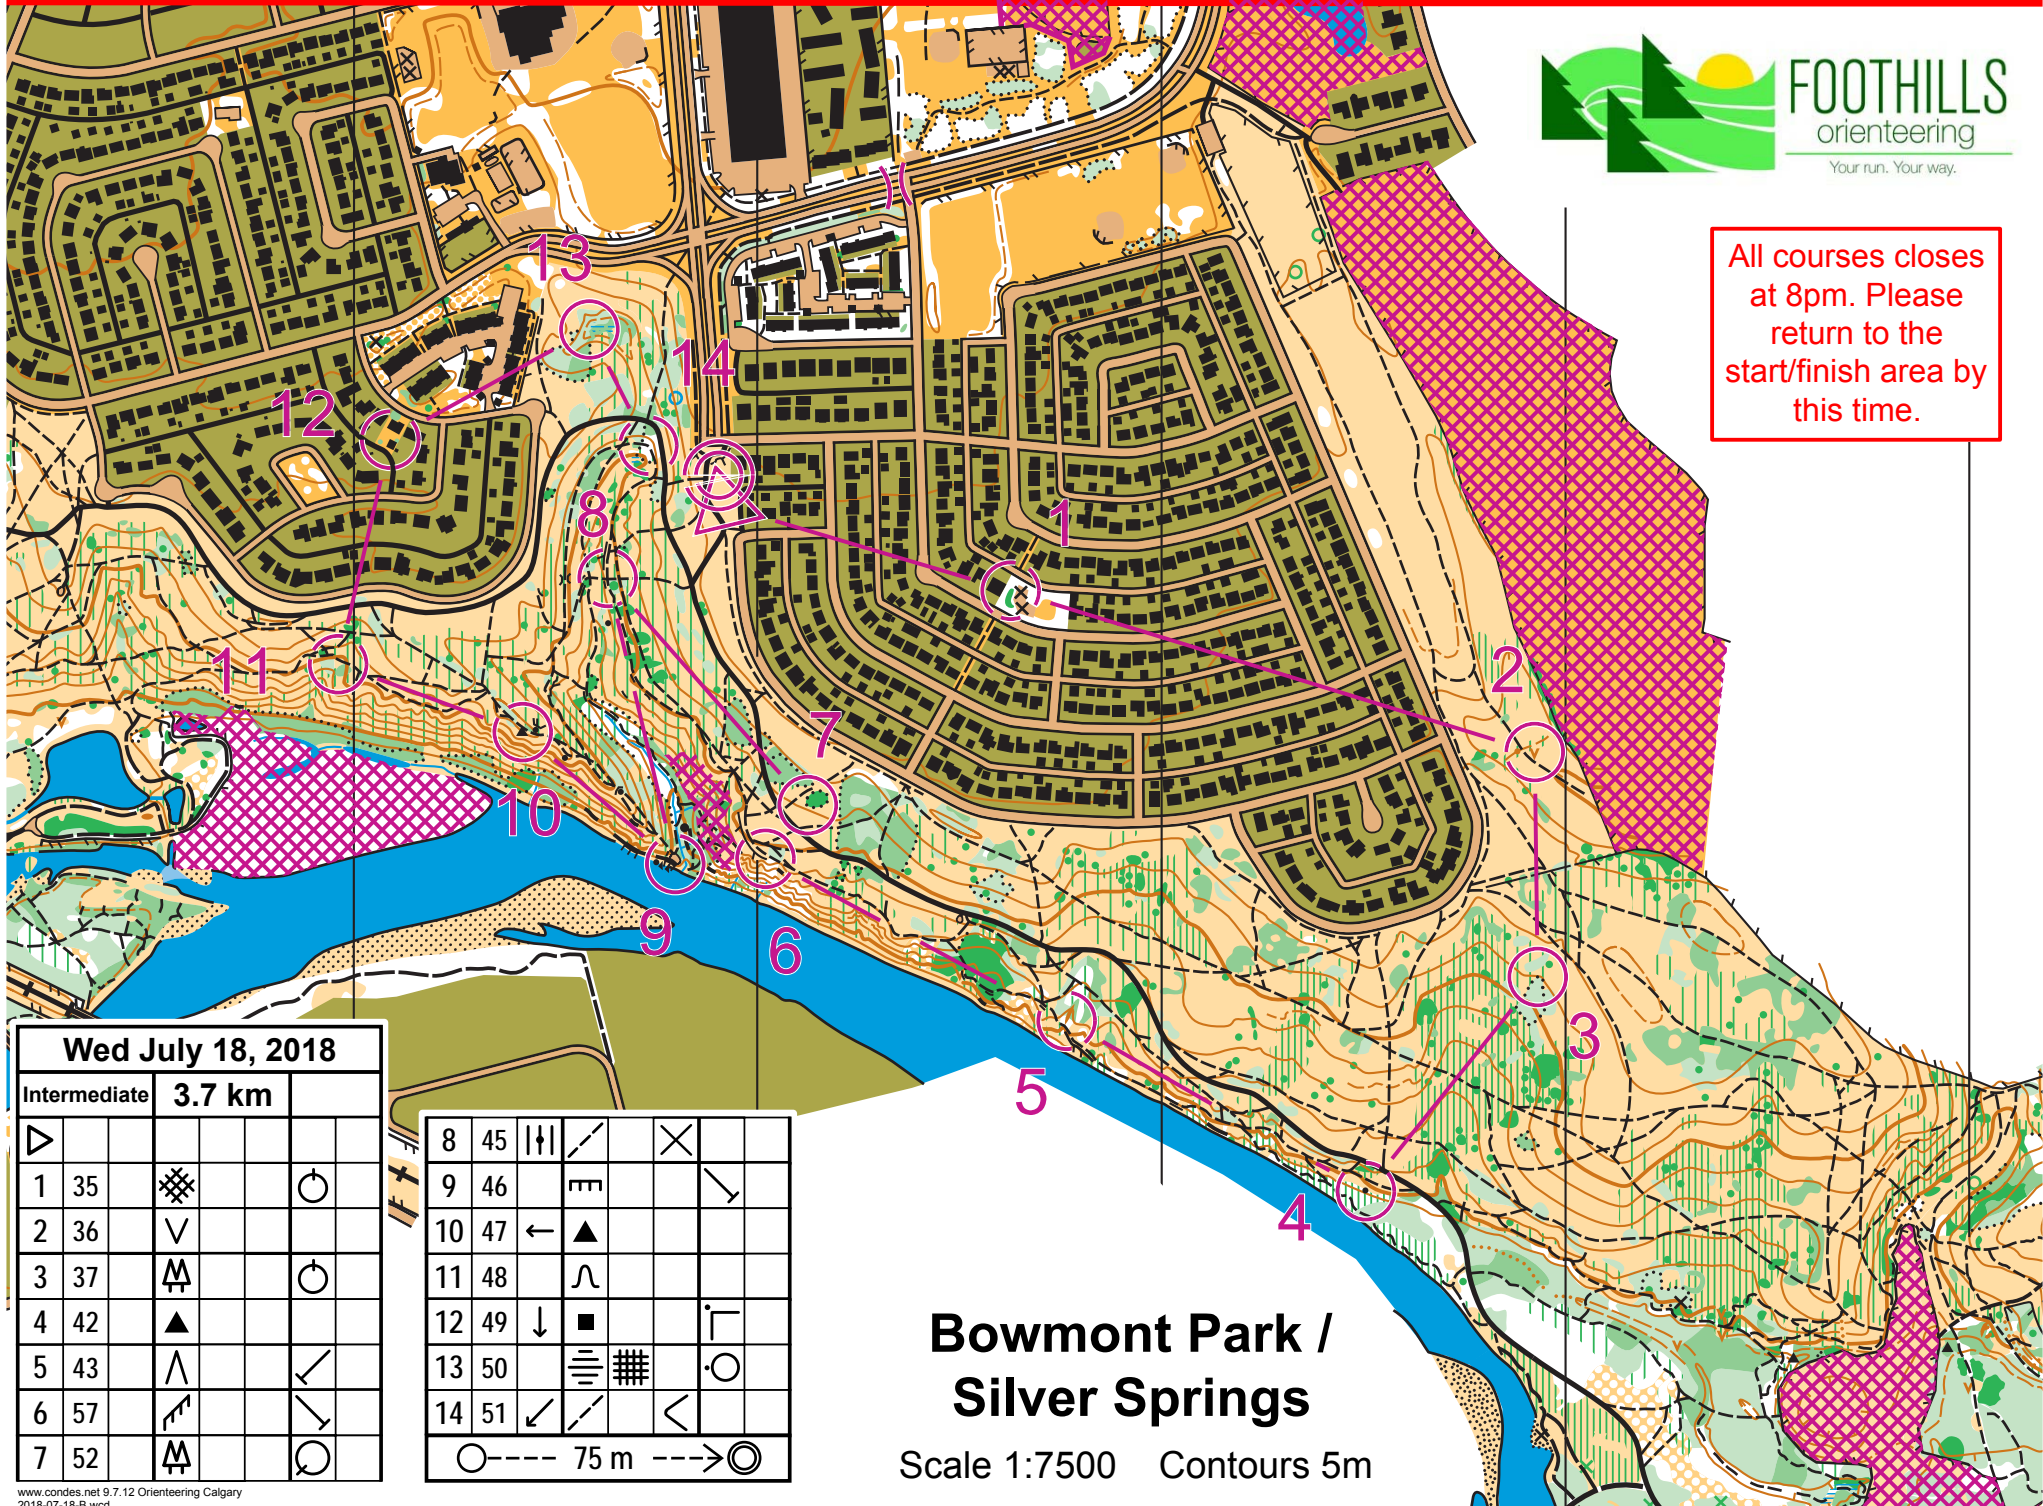 FOOTHILLS
orienteering
Your run. Your way.
All courses closes
at 8pm. Please
return to the
start/finish area by
this time.
13
14
12
8
1
11
2
7
10
9
6
3
5
4
Wed July 18, 2018
Intermediate 3.7 km
1 35
2 36
3 37
4 42
5 43
6 57
7 52
8 45
9 46
10 47
11 48
12 49
13 50
14 51
75 m
Bowmont Park /
Silver Springs
Scale 1:7500 Contours 5m
www.condes.net 9.7.12 Orienteering Calgary
2018-07-18-B.wcd